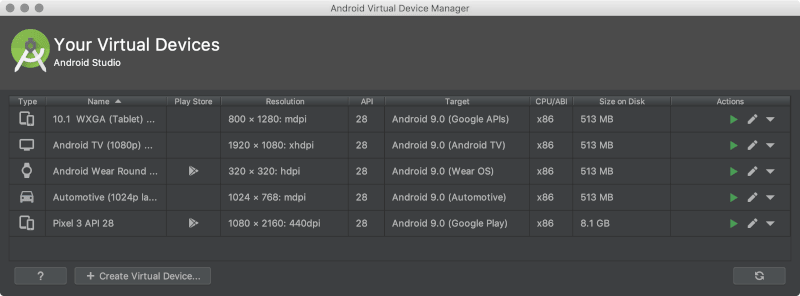 Android Virtual Device Manager
Your Virtual Devices
Android Studio
Type Name Play Store Resolution API Target CPU/ABI Size on Disk Actions
10.1 WXGA (Tablet) ... 800 × 1280: mdpi 28 Android 9.0 (Google APIs) x86 513 MB
Android TV (1080p) ... 1920 × 1080: xhdpi 28 Android 9.0 (Android TV) x86 513 MB
Android Wear Round ... 320 × 320: hdpi 28 Android 9.0 (Wear OS) x86 513 MB
Automotive (1024p la... 1024 × 768: mdpi 28 Android 9.0 (Automotive) x86 513 MB
Pixel 3 API 28 1080 × 2160: 440dpi 28 Android 9.0 (Google Play) x86 8.1 GB
? + Create Virtual Device...